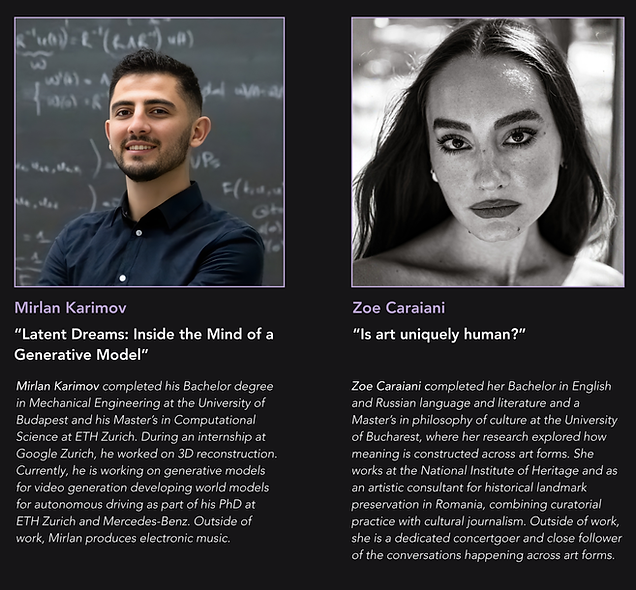 Mirlan Karimov
"Latent Dreams: Inside the Mind of a
Generative Model"
Mirlan Karimov completed his Bachelor degree
in Mechanical Engineering at the University of
Budapest and his Master's in Computational
Science at ETH Zurich. During an internship at
Google Zurich, he worked on 3D reconstruction.
Currently, he is working on generative models
for video generation developing world models
for autonomous driving as part of his PhD at
ETH Zurich and Mercedes-Benz. Outside of
work, Mirlan produces electronic music.
Zoe Caraiani
"Is art uniquely human?"
Zoe Caraiani completed her Bachelor in English
and Russian language and literature and a
Master's in philosophy of culture at the University
of Bucharest, where her research explored how
meaning is constructed across art forms. She
works at the National Institute of Heritage and as
an artistic consultant for historical landmark
preservation in Romania, combining curatorial
practice with cultural journalism. Outside of work,
she is a dedicated concertgoer and close follower
of the conversations happening across art forms.